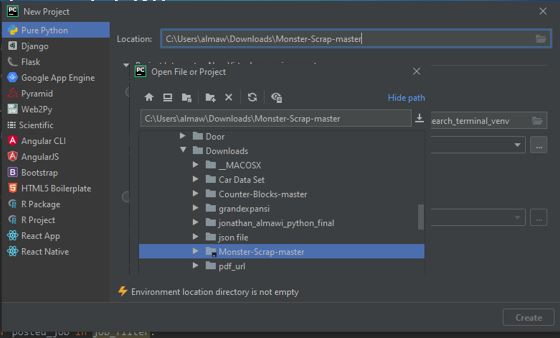 New Project
Pure Python
Django
Flask
Google App Engine
Pyramid
Web2Py
Scientific
Angular CLI
AngularJS
Bootstrap
HTML5 Boilerplate
R Package
R Project
React App
React Native
Location: C:\Users\almaw\Downloads\Monster-Scrap-master
Open File or Project
Hide path
C:\Users\almaw\Downloads\Monster-Scrap-master
Door
Downloads
__MACOSX
Car Data Set
Counter-Blocks-master
grandexpansi
jonathan_almawi_python_final
json file
Monster-Scrap-master
pdf_url
earch_terminal_venv
...
...
Environment location directory is not empty
Create
posted_job in job_filter: